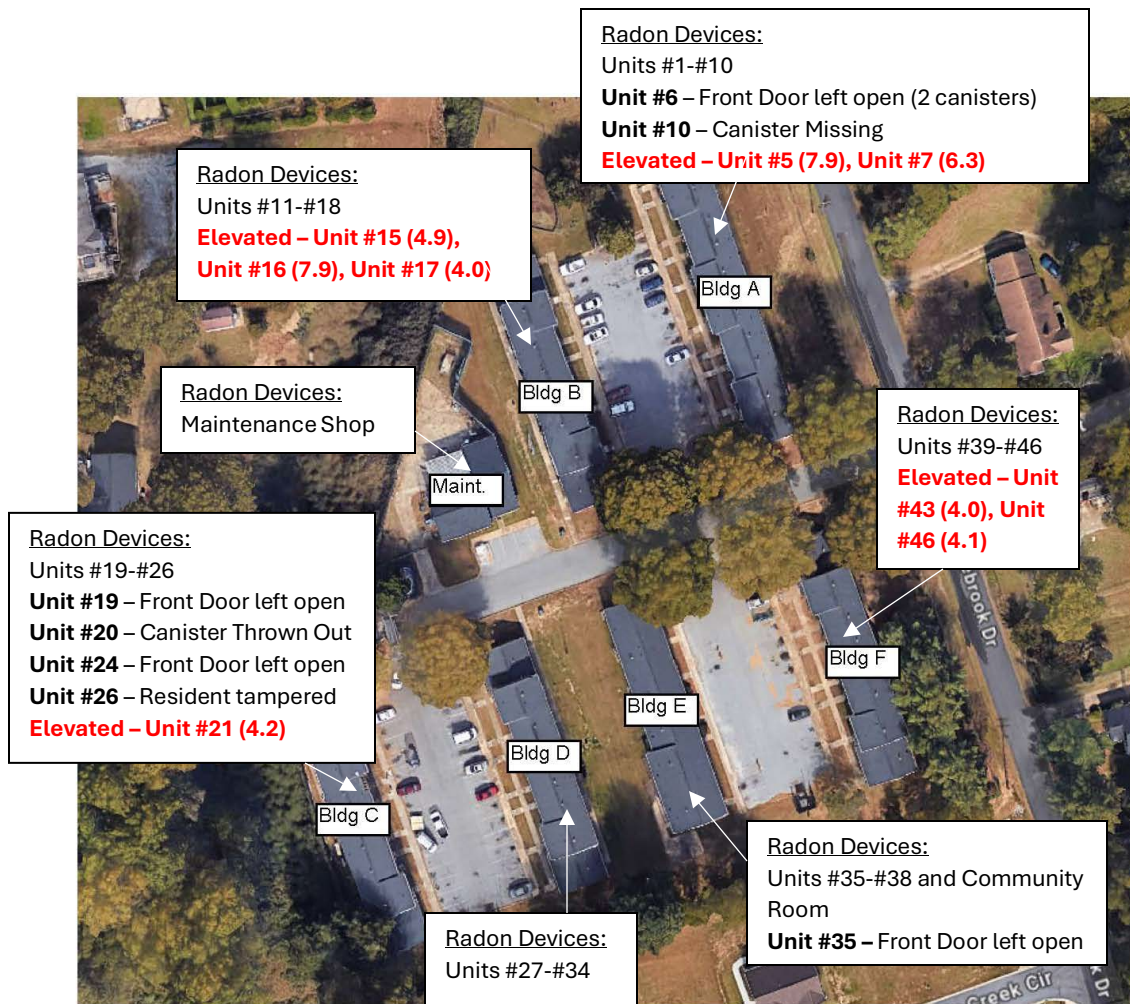 Radon Devices:
Units #1-#10
Unit #6 – Front Door left open (2 canisters)
Unit #10 – Canister Missing
Elevated – Unit #5 (7.9), Unit #7 (6.3)
Radon Devices:
Units #11-#18
Elevated – Unit #15 (4.9),
Unit #16 (7.9), Unit #17 (4.0)
Bldg A
Bldg B
Radon Devices:
Maintenance Shop
Maint.
Radon Devices:
Units #39-#46
Elevated – Unit
#43 (4.0), Unit
#46 (4.1)
Radon Devices:
Units #19-#26
Unit #19 – Front Door left open
Unit #20 – Canister Thrown Out
Unit #24 – Front Door left open
Unit #26 – Resident tampered
Elevated – Unit #21 (4.2)
ebrook Dr
Bldg F
Bldg E
Bldg D
Bldg C
Radon Devices:
Units #35-#38 and Community
Room
Unit #35 – Front Door left open
Radon Devices:
Units #27-#34
Creek Cir
k Dr